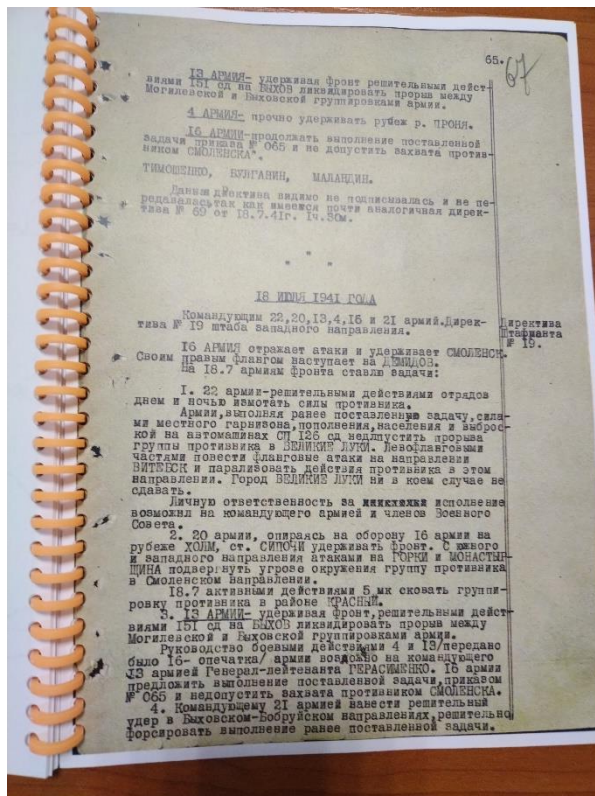 65.
67
13 АРМИЯ- удерживая фронт решительными дейст-
виями 151 сд на БЫХОВ ликвидировать прорыв между
Могилевской и Быховской группировками армии.
4 АРМИЯ- прочно удерживать рубеж р. ПРОНЯ.
16 АРМИИ-продолжать выполнение поставленной
задачи приказа № 065 и не допустить захвата против-
ником СМОЛЕНСКА".
ТИМОШЕНКО, БУЛГАНИН, МАЛАНДИН.
Данная директива видимо не подписывалась и не пе-
редавалась,так как имеется почти аналогичная дирек-
тива № 69 от 18.7.41г. 1ч.30м.
* * *
18 ИЮЛЯ 1941 ГОДА
Командующим 22,20,13,4,16 и 21 армий.Дирек-
тива № 19 штаба западного направления.
Директива
Штафланта
№ 19.
16 АРМИЯ отражает атаки и удерживает СМОЛЕНСК.
Своим правым флангом наступает на ДЕМИДОВ.
На 18.7 армиям фронта ставлю задачи:
1. 22 армии-решительными действиями отрядов
днем и ночью измотать силы противника.
Армии,выполняя ранее поставленную задачу,сила-
ми местного гарнизона,пополнения,населения и выброс-
кой на автомашинах СП 126 сд недлпустить прорыва
группы противника в ВЕЛИКИЕ ЛУКИ. Левофланговыми
частями повести фланговые атаки на направлении
ВИТЕБСК и парализовать действия противника в этом
направлении. Город ВЕЛИКИЕ ЛУКИ ни в коем случае не
сдавать.
Личную ответственность за исполнение
возможил на командующего армией и членов Военного
Совета.
2. 20 армии, опираясь на оборону 16 армии на
рубеже ХОЛМ, ст. СИПОЧИ удерживать фронт. С южного
и западного направления атаками на ГОРКИ и МОНАСТЫР-
ЩИНА подвергнуть угрозе окружения группу противника
в Смоленском направлении.
18.7 активными действиями 5 мк сковать группи-
ровку противника в районе КРАСНЫЙ.
3. 13 АРМИИ- удерживая фронт,решительными дейст-
виями 151 сд на БЫХОВ ликвидировать прорыв между
Могилевской и Быховской группировками армии.
Руководство боевыми действиями 4 и 13/передано
было 16- опечатка/ армии возложно на командующего
13 армией Генерал-лейтенанта ГЕРАСИМЕНКО. 16 армии
предложить выполнение поставленной задачи,приказом
№ 065 и недопустить захвата противником СМОЛЕНСКА.
4. Командующему 21 армией нанести решительный
удер в Быховском-Бобруйском направлениях,решительно
форсировать выполнение ранее поставленной задачи.